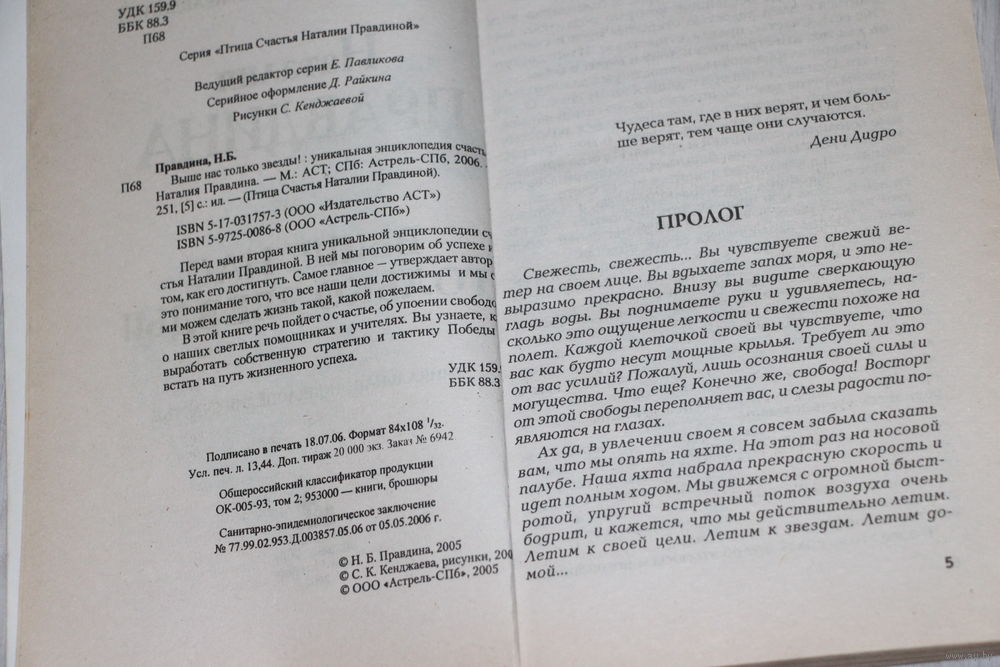 УДК 159.9
ББК 88.3
П68
Серия «Птица Счастья Наталии Правдиной»
Ведущий редактор серии Е. Павликова
Серийное оформление Д. Райкина
Рисунки С. Кенджаевой
Правдина, Н.Б.
П68 Выше нас только звезды! : уникальная энциклопедия счасть
Наталия Правдина. — М.: АСТ; СПб: Астрель-СПб, 2006. —
251, [5] с.: ил. — (Птица Счастья Наталии Правдиной).
ISBN 5-17-031757-3 (ООО «Издательство АСТ»)
ISBN 5-9725-0086-8 (ООО «Астрель-СПб»)
Перед вами вторая книга уникальной энциклопедии сч
стья Наталии Правдиной. В ней мы поговорим об успехе и
том, как его достигнуть. Самое главное — утверждает автор
это понимание того, что все наши цели достижимы и мы с
ми можем сделать жизнь такой, какой пожелаем.
В этой книге речь пойдет о счастье, об упоении свободо
о наших светлых помощниках и учителях. Вы узнаете, к
выработать собственную стратегию и тактику Победы
встать на путь жизненного успеха.
УДК 159.
ББК 88.3
Подписано в печать 18.07.06. Формат 84х108 1/32.
Усл. печ. л. 13,44. Доп. тираж 20 000 экз. Заказ № 6942
Общероссийский классификатор продукции
ОК-005-93, том 2; 953000 — книги, брошюры
Санитарно-эпидемиологическое заключение
№ 77.99.02.953.Д.003857.05.06 от 05.05.2006 г.
© Н. Б. Правдина, 2005
© С. К. Кенджаева, рисунки, 200
© ООО «Астрель-СПб», 2005
Чудеса там, где в них верят, и чем боль-
ше верят, тем чаще они случаются.
Дени Дидро
ПРОЛОГ
Свежесть, свежесть... Вы чувствуете свежий ве-
тер на своем лице. Вы вдыхаете запах моря, и это не-
выразимо прекрасно. Внизу вы видите сверкающую
гладь воды. Вы поднимаете руки и удивляетесь, на-
сколько это ощущение легкости и свежести похоже на
полет. Каждой клеточкой своей вы чувствуете, что
вас как будто несут мощные крылья. Требует ли это
от вас усилий? Пожалуй, лишь осознания своей силы и
могущества. Что еще? Конечно же, свобода! Восторг
от этой свободы переполняет вас, и слезы радости по-
являются на глазах.
Ах да, в увлечении своем я совсем забыла сказать
вам, что мы опять на яхте. На этот раз на носовой
палубе. Наша яхта набрала прекрасную скорость и
идет полным ходом. Мы движемся с огромной быст-
ротой, упругий встречный поток воздуха очень
бодрит, и кажется, что мы действительно летим.
Летим к своей цели. Летим к звездам. Летим до-
мой...
5
www.ay.by